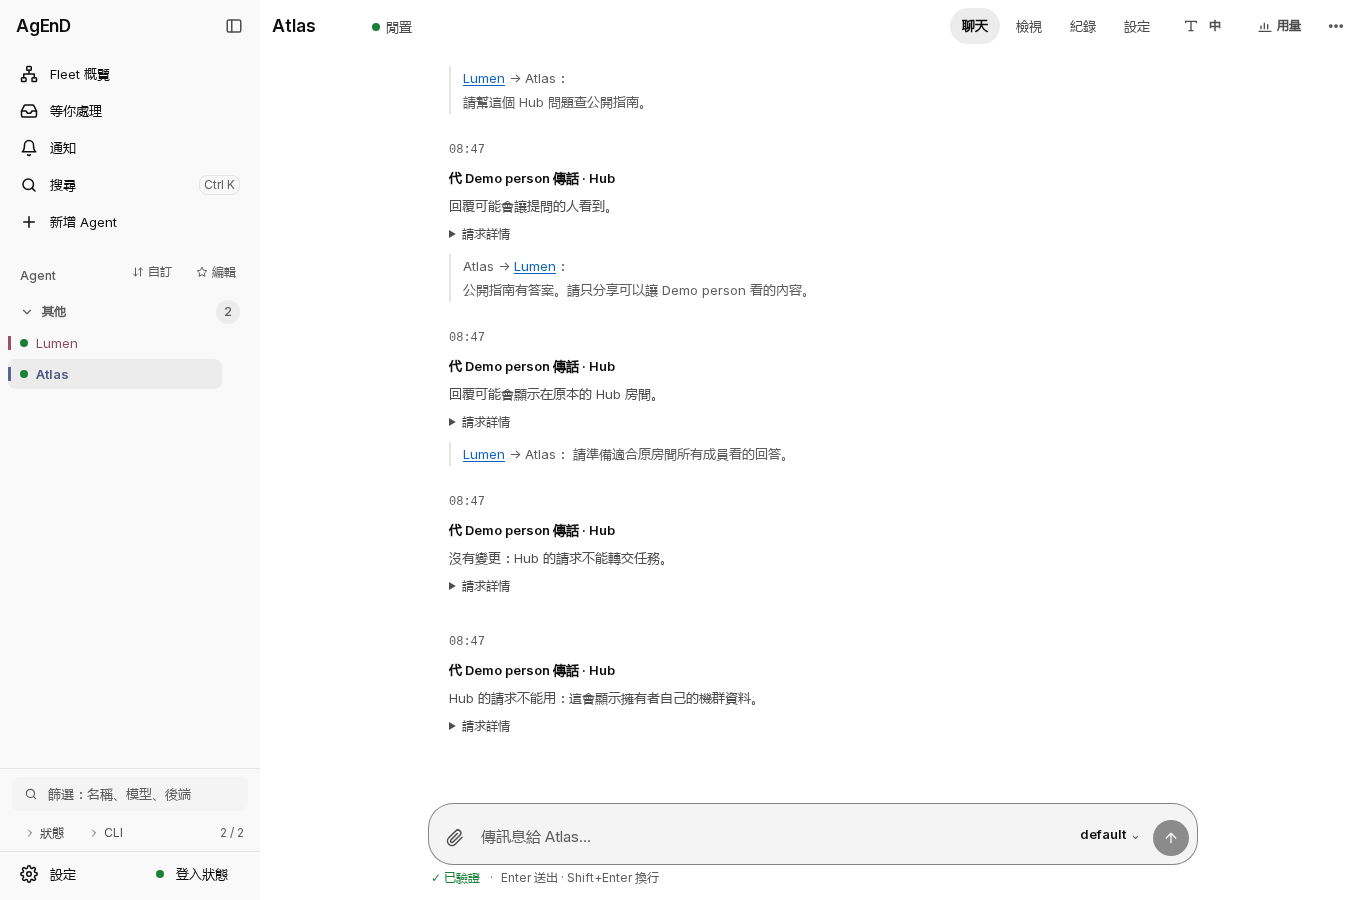 AgEnD
Fleet 概覽
等你處理
通知
搜尋 Ctrl K
新增 Agent
Agent 自訂 編輯
其他 2
Lumen
Atlas
篩選：名稱、模型、後端
狀態 CLI 2 / 2
設定 登入狀態
Atlas 閒置 聊天 檢視 紀錄 設定 中 用量
Lumen → Atlas：
請幫這個 Hub 問題查公開指南。
08:47
代 Demo person 傳話 · Hub
回覆可能會讓提問的人看到。
▶ 請求詳情
Atlas → Lumen：
公開指南有答案。請只分享可以讓 Demo person 看的內容。
08:47
代 Demo person 傳話 · Hub
回覆可能會顯示在原本的 Hub 房間。
▶ 請求詳情
Lumen → Atlas： 請準備適合原房間所有成員看的回答。
08:47
代 Demo person 傳話 · Hub
沒有變更：Hub 的請求不能轉交任務。
▶ 請求詳情
08:47
代 Demo person 傳話 · Hub
Hub 的請求不能用：這會顯示擁有者自己的機群資料。
▶ 請求詳情
傳訊息給 Atlas... default
✓ 已驗證 · Enter 送出 · Shift+Enter 換行